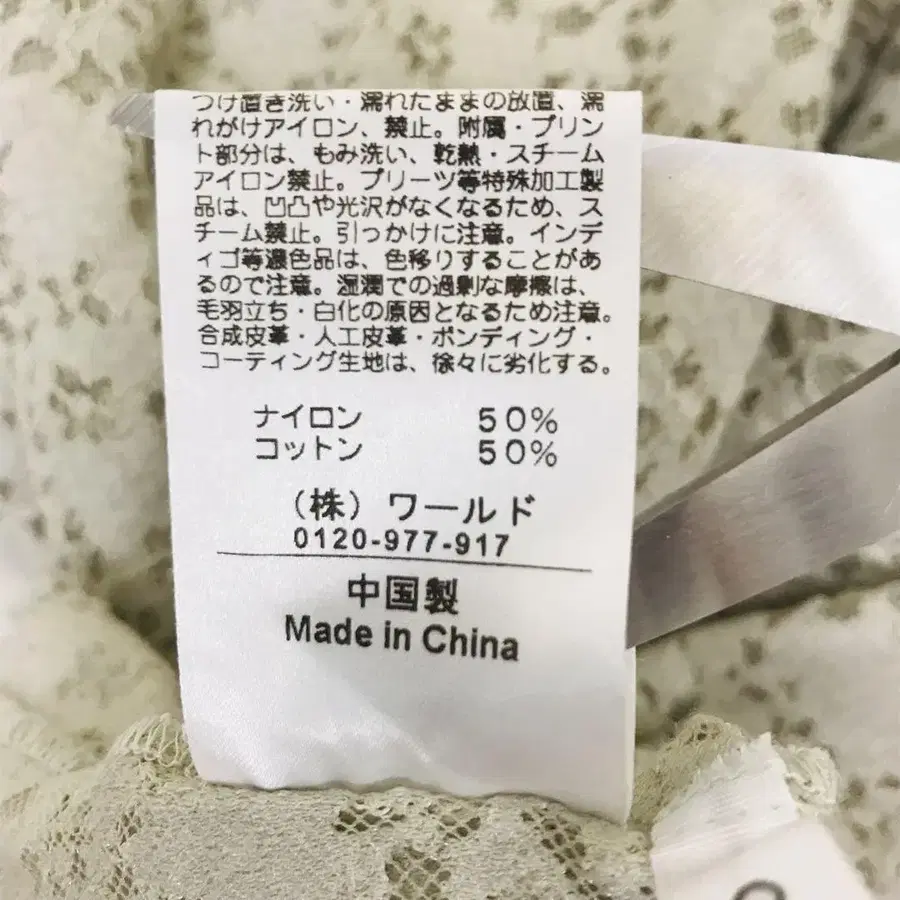 つけ置き洗い・濡れたままの放置、濡
れがけアイロン、禁止。附属・プリン
ト部分は、もみ洗い、乾熱・スチーム
アイロン禁止。プリーツ等特殊加工製
品は、凹凸や光沢がなくなるため、ス
チーム禁止。引っかけに注意。インデ
ィゴ等濃色品は、色移りすることがあ
るので注意。湿潤での過剰な摩擦は、
毛羽立ち・白化の原因となるため注意。
合成皮革・人工皮革・ボンディング・
コーティング生地は、徐々に劣化する。
ナイロン 50%
コットン 50%
(株) ワールド
0120-977-917
中国製
Made in China